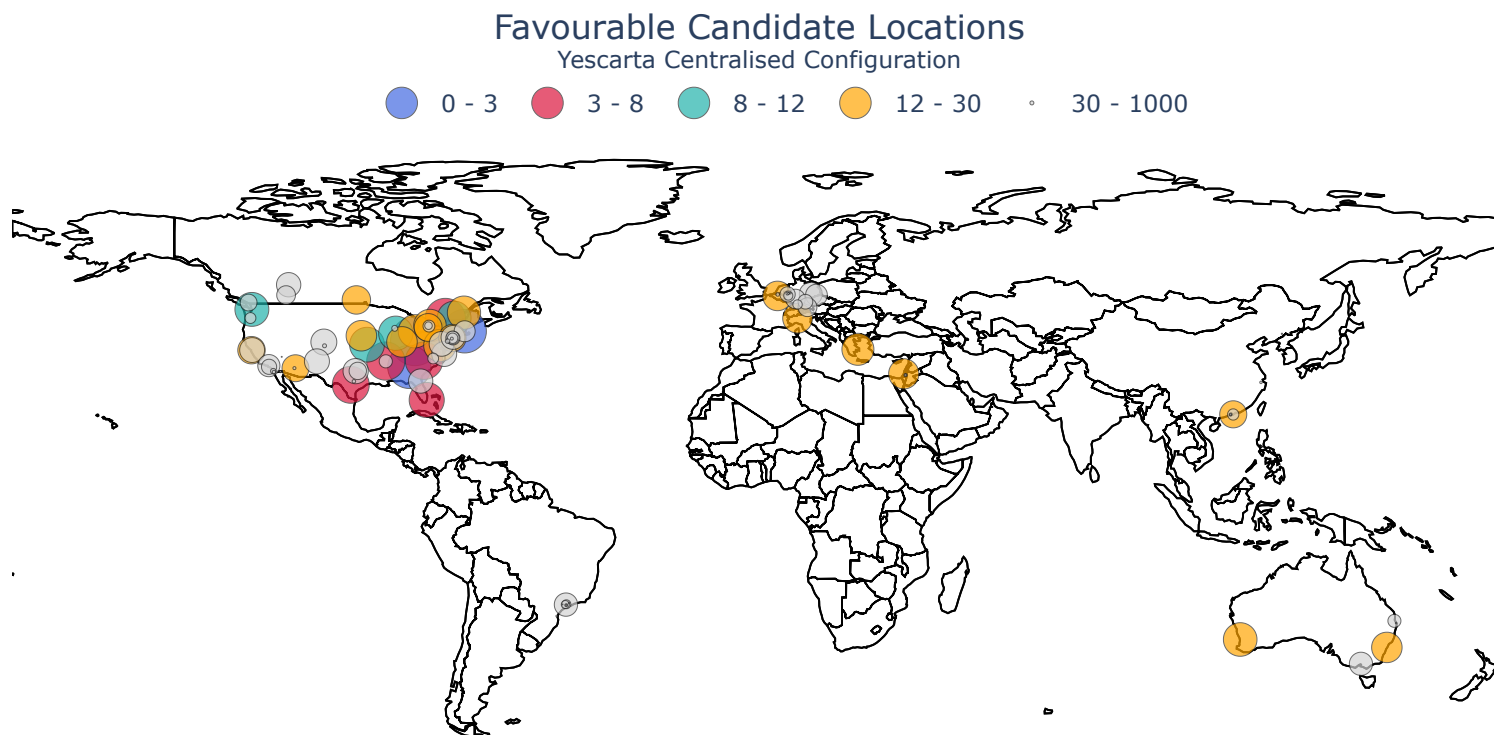 Favourable Candidate Locations
Yescarta Centralised Configuration
0 - 3 3 - 8 8 - 12 12 - 30 30 - 1000